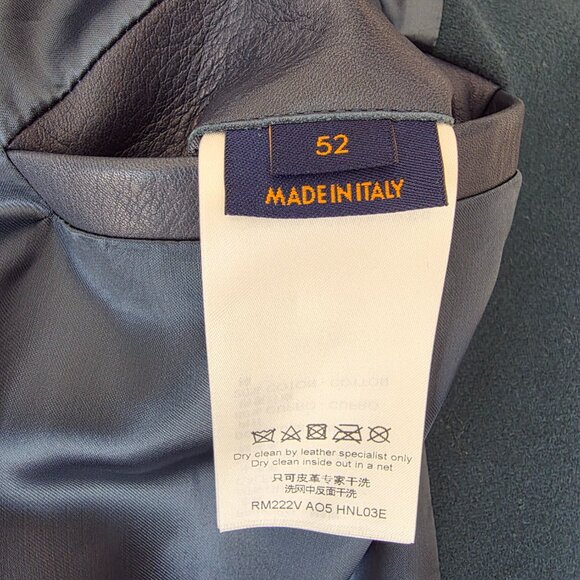 52
MADE IN ITALY
Dry clean by leather specialist only
Dry clean inside out in a net
只可皮革专家干洗
洗网中反面干洗
RM222V AO5 HNL03E